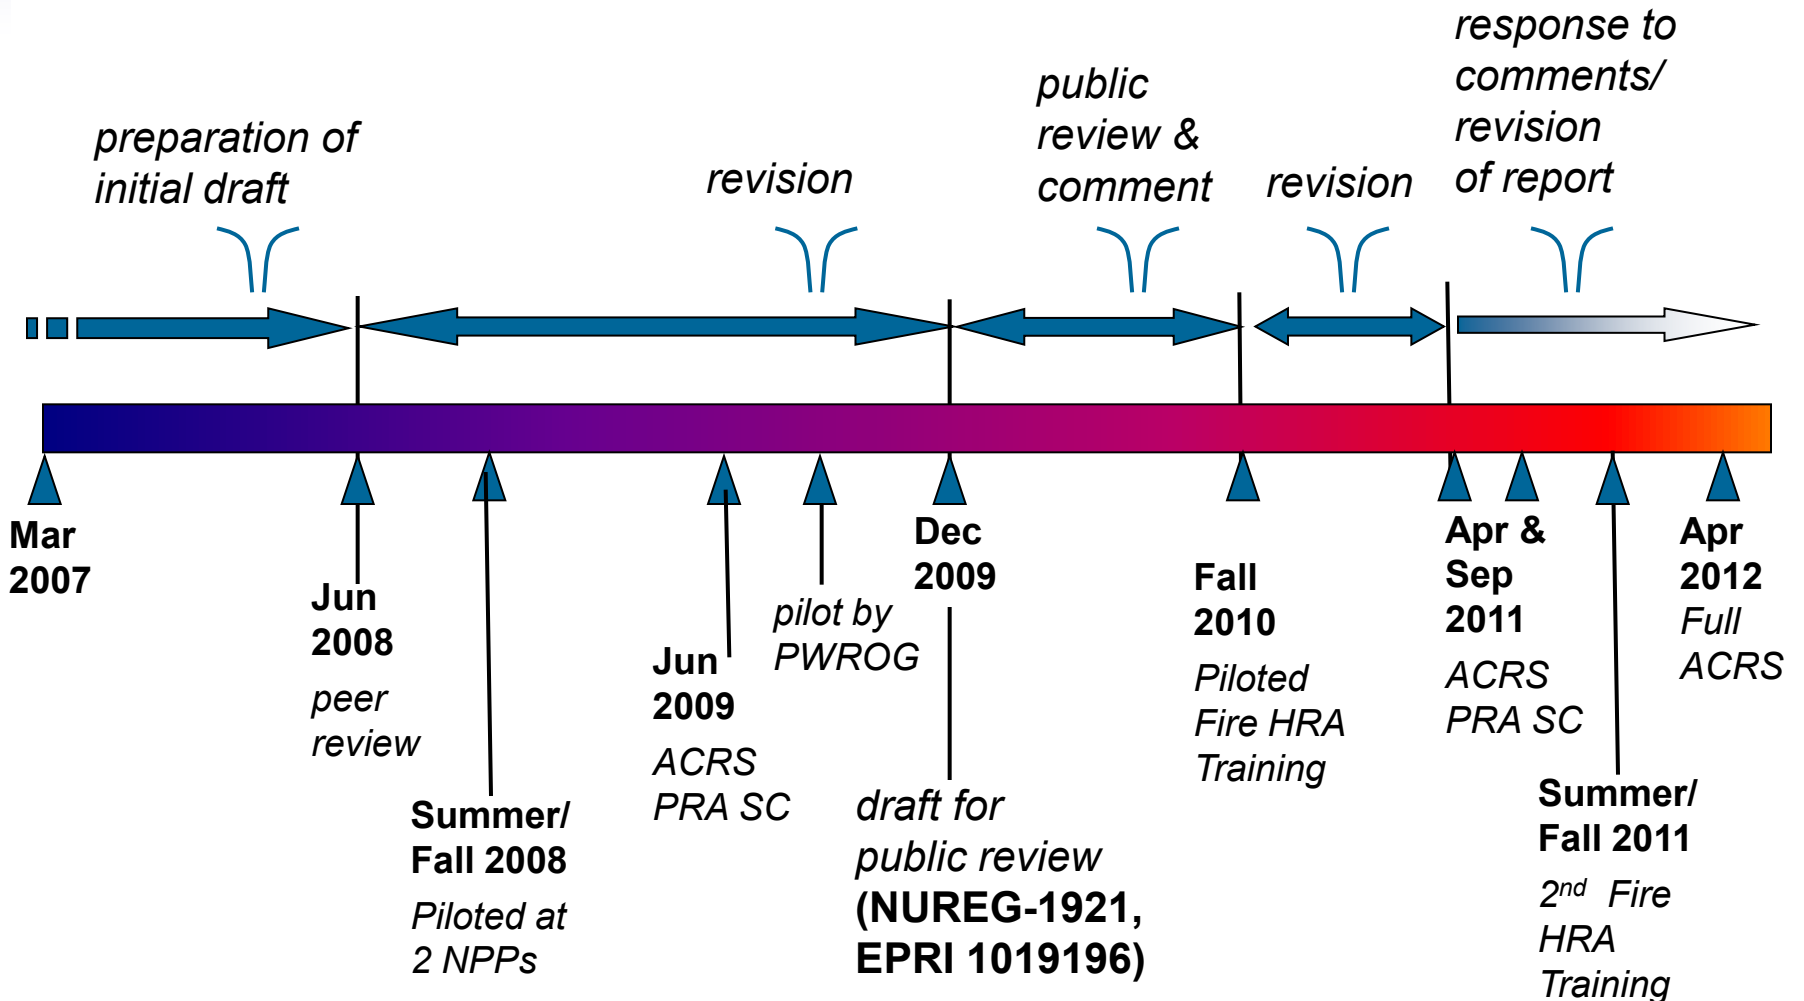 preparation of
initial draft
revision
public
review &
comment
revision
response to
comments/
revision
of report
Mar
2007
Jun
2008
peer
review
Summer/
Fall 2008
Piloted at
2 NPPs
Jun
2009
ACRS
PRA SC
pilot by
PWROG
Dec
2009
draft for
public review
(NUREG-1921,
EPRI 1019196)
Fall
2010
Piloted
Fire HRA
Training
Apr &
Sep
2011
ACRS
PRA SC
Summer/
Fall 2011
2nd Fire
HRA
Training
Apr
2012
Full
ACRS